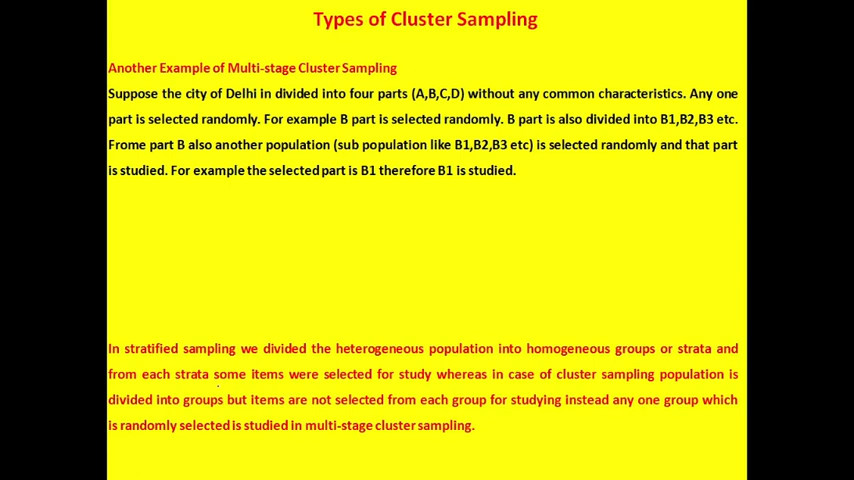 Types of Cluster Sampling
Another Example of Multi-stage Cluster Sampling
Suppose the city of Delhi in divided into four parts (A,B,C,D) without any common characteristics. Any one
part is selected randomly. For example B part is selected randomly. B part is also divided into B1,B2,B3 etc.
Frome part B also another population (sub population like B1,B2,B3 etc) is selected randomly and that part
is studied. For example the selected part is B1 therefore B1 is studied.
In stratified sampling we divided the heterogeneous population into homogeneous groups or strata and
from each strata some items were selected for study whereas in case of cluster sampling population is
divided into groups but items are not selected from each group for studying instead any one group which
is randomly selected is studied in multi-stage cluster sampling.